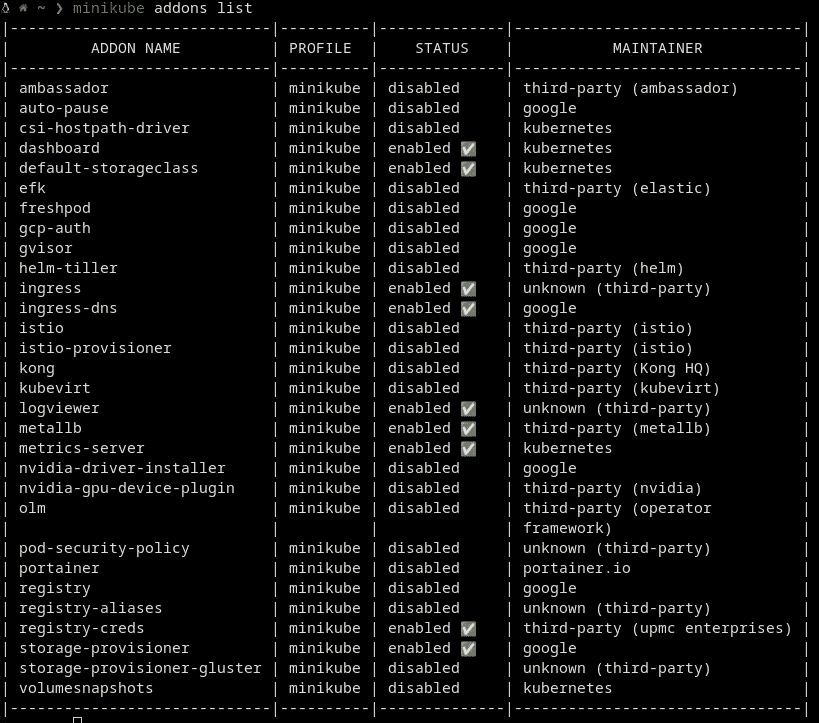 ~ ❯ minikube addons list
|-----------------------------|----------|--------------|--------------------------------|
|         ADDON NAME          | PROFILE  |    STATUS    |           MAINTAINER           |
|-----------------------------|----------|--------------|--------------------------------|
| ambassador                  | minikube | disabled     | third-party (ambassador)       |
| auto-pause                  | minikube | disabled     | google                         |
| csi-hostpath-driver         | minikube | disabled     | kubernetes                     |
| dashboard                   | minikube | enabled ✅   | kubernetes                     |
| default-storageclass        | minikube | enabled ✅   | kubernetes                     |
| efk                         | minikube | disabled     | third-party (elastic)          |
| freshpod                    | minikube | disabled     | google                         |
| gcp-auth                    | minikube | disabled     | google                         |
| gvisor                      | minikube | disabled     | google                         |
| helm-tiller                 | minikube | disabled     | third-party (helm)             |
| ingress                     | minikube | enabled ✅   | unknown (third-party)          |
| ingress-dns                 | minikube | enabled ✅   | google                         |
| istio                       | minikube | disabled     | third-party (istio)            |
| istio-provisioner           | minikube | disabled     | third-party (istio)            |
| kong                        | minikube | disabled     | third-party (Kong HQ)          |
| kubevirt                    | minikube | disabled     | third-party (kubevirt)         |
| logviewer                   | minikube | enabled ✅   | unknown (third-party)          |
| metallb                     | minikube | enabled ✅   | third-party (metallb)          |
| metrics-server              | minikube | enabled ✅   | kubernetes                     |
| nvidia-driver-installer     | minikube | disabled     | google                         |
| nvidia-gpu-device-plugin    | minikube | disabled     | third-party (nvidia)           |
| olm                         | minikube | disabled     | third-party (operator          |
|                             |          |              | framework)                     |
| pod-security-policy         | minikube | disabled     | unknown (third-party)          |
| portainer                   | minikube | disabled     | portainer.io                   |
| registry                    | minikube | disabled     | google                         |
| registry-aliases            | minikube | disabled     | unknown (third-party)          |
| registry-creds              | minikube | enabled ✅   | third-party (upmc enterprises) |
| storage-provisioner         | minikube | enabled ✅   | google                         |
| storage-provisioner-gluster | minikube | disabled     | unknown (third-party)          |
| volumesnapshots             | minikube | disabled     | kubernetes                     |
|-----------------------------|----------|--------------|--------------------------------|